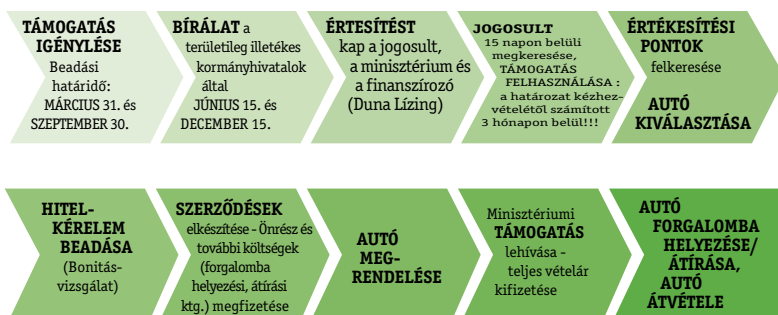 TÁMOGATÁS
IGÉNYLÉSE
Beadási
határidő:
MÁRCIUS 31. és
SZEPTEMBER 30.
BÍRÁLAT a
területileg illetékes
kormányhivatalok
által
JÚNIUS 15. és
DECEMBER 15.
ÉRTESÍTÉST
kap a jogosult,
a minisztérium és
a finanszírozó
(Duna Lízing)
JOGOSULT
15 napon belüli
megkeresése,
TÁMOGATÁS
FELHASZNÁLÁSA :
a határozat kézhez-
vételétől számított
3 hónapon belül!!!
ÉRTÉKESÍTÉSI
PONTOK
felkeresése
AUTÓ
KIVÁLASZTÁSA
HITEL-
KÉRELEM
BEADÁSA
(Bonitás-
vizsgálat)
SZERZŐDÉSEK
elkészítése - Önrész és
további költségek
(forgalomba
helyezési, átírási
ktg.) megfizetése
AUTÓ
MEG-
RENDELÉSE
Minisztériumi
TÁMOGATÁS
lehívása -
teljes vételár
kifizetése
AUTÓ
FORGALOMBA
HELYEZÉSE/
ÁTÍRÁSA,
AUTÓ
ÁTVÉTELE